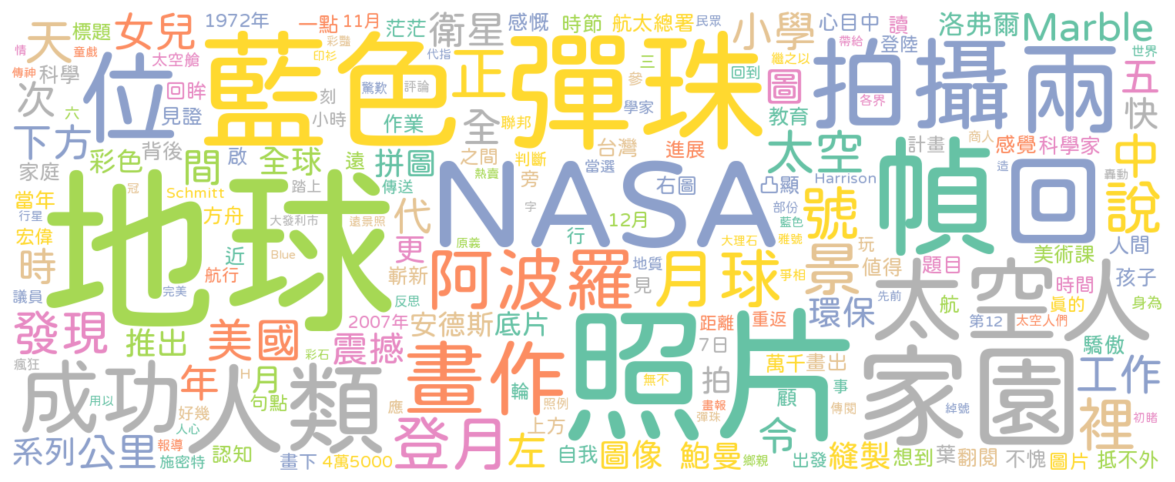 1972年 一點 11月 茫茫 衛星 感慨 時節 航太總署 民眾 小學 心目中 讀 洛弗爾 Marble
天 標題 女兒 彩豔 代指 登陸 帶給 世界
情 童戲 太空艙 印衫 三 繼之以
傳神 科學 位 藍色 正 彈珠 圖 拍攝 兩 五
次 回眸 刻 驚歎 評論 參 回到 各界
見證 小時 作業 聯邦 學家 教育 快
下方 六 背後 全 台灣 進展 太空 計畫 商人 感覺 科學家 中
家庭 彩色 間 啟 全球 遠 拼圖 之間 判斷 旁 造 轟動
當年 Schmitt 踏上 傳送 熱賣 當選 右圖 凸顯 Harrison 號 幀 回 說
行星 方舟 冠 代 NASA 12月 部份 藍色
宏偉 地球 大發利市 遠景照 字 大理石 雅號 美術課 人間
時 近 Blue 更 原義 行 景 玩
航行 嶄新 阿波羅 地質 見 月球 爭相 值得 題目 孩子
議員 完美 反思 先前 時間 身為
發現 2007年 安德斯 底片 距離 重返 環保 太空人 航 真的
推出 美國 震撼 7日 第12 太空人們 驕傲
瘋狂 彩石 畫作 照片 萬千 畫出 家園 工作
成功 人類 年 月 H 輪 無不 拍 事
用以 句點 應 照例 畫報 顧 傳閱 綽號 裡 初睹
好幾 人心 登月 左 上方 彈珠 令
系列 公里 報導 認知 自我 圖像 鮑曼 出發 縫製 想到 葉 翻閱 不愧 圖片 抵不外
施密特 畫下 4萬5000 鄉親